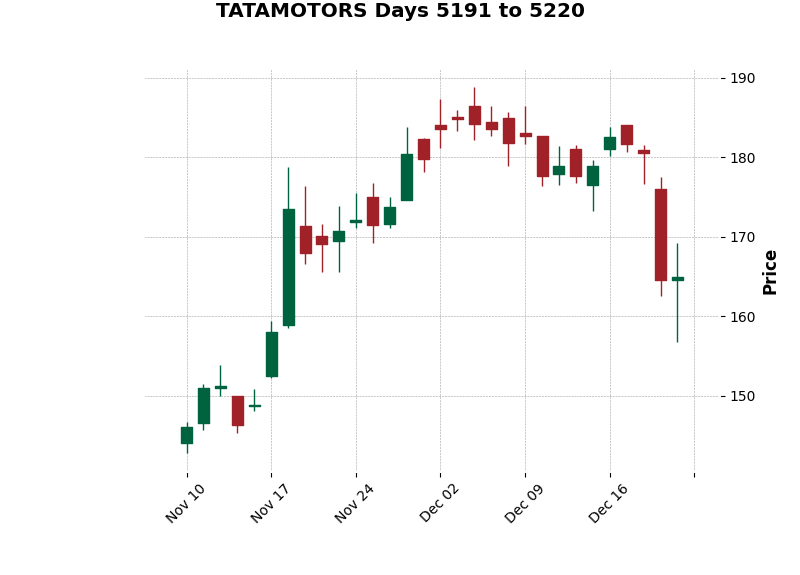 TATAMOTORS Days 5191 to 5220
190
180
170
160
150
Price
Nov 10
Nov 17
Nov 24
Dec 02
Dec 09
Dec 16